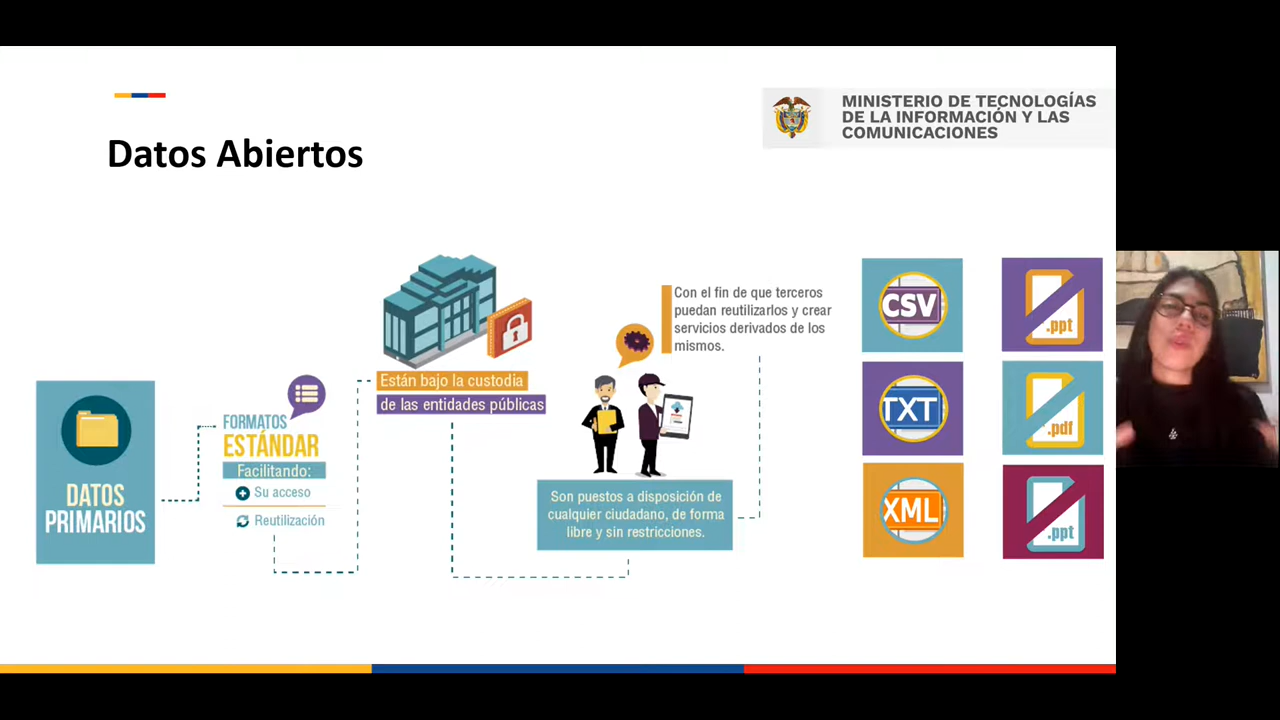 MINISTERIO DE TECNOLOGÍAS
DE LA INFORMACIÓN Y LAS
COMUNICACIONES
Datos Abiertos
DATOS
PRIMARIOS
FORMATOS
ESTÁNDAR
Facilitando:
Su acceso
Reutilización
Están bajo la custodia
de las entidades públicas
Con el fin de que terceros
puedan reutilizarlos y crear
servicios derivados de los
mismos.
Son puestos a disposición de
cualquier ciudadano, de forma
libre y sin restricciones.
CSV
.ppt
TXT
.pdf
XML
.ppt